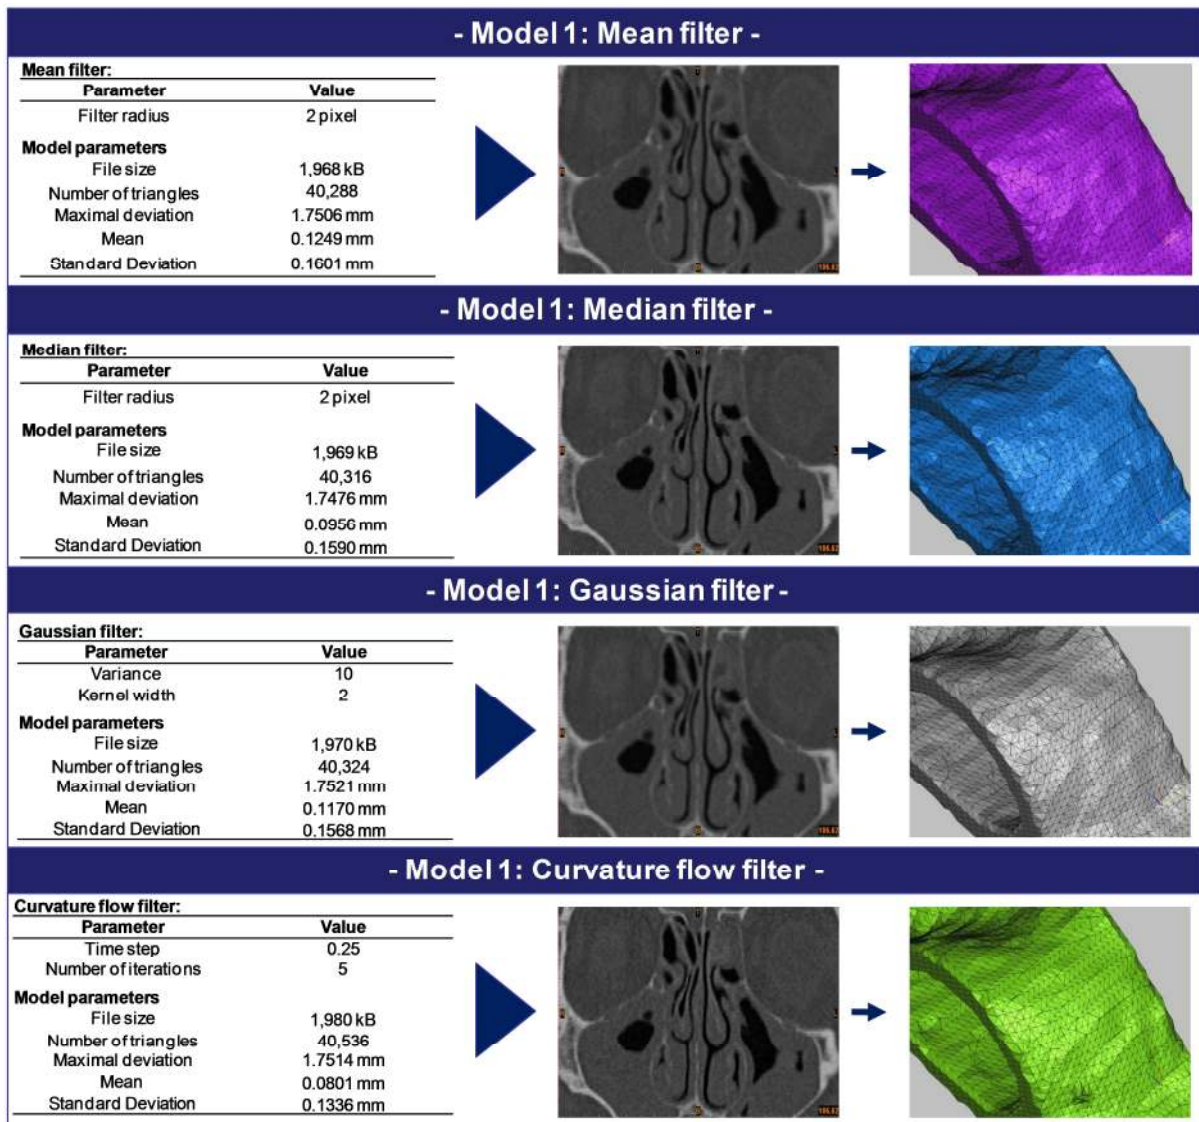 - Model 1: Mean filter -
Mean filter:
Parameter Value
Filter radius 2 pixel
Model parameters
File size 1,968 kB
Number of triangles 40,288
Maximal deviation 1.7506 mm
Mean 0.1249 mm
Standard Deviation 0.1601 mm
106.62
- Model 1: Median filter -
Median filter:
Parameter Value
Filter radius 2 pixel
Model parameters
File size 1,969 kB
Number of triangles 40,316
Maximal deviation 1.7476 mm
Mean 0.0956 mm
Standard Deviation 0.1590 mm
106.62
- Model 1: Gaussian filter -
Gaussian filter:
Parameter Value
Variance 10
Kernel width 2
Model parameters
File size 1,970 kB
Number of triangles 40,324
Maximal deviation 1.7521 mm
Mean 0.1170 mm
Standard Deviation 0.1568 mm
106.62
- Model 1: Curvature flow filter -
Curvature flow filter:
Parameter Value
Time step 0.25
Number of iterations 5
Model parameters
File size 1,980 kB
Number of triangles 40,536
Maximal deviation 1.7514 mm
Mean 0.0801 mm
Standard Deviation 0.1336 mm
106.62